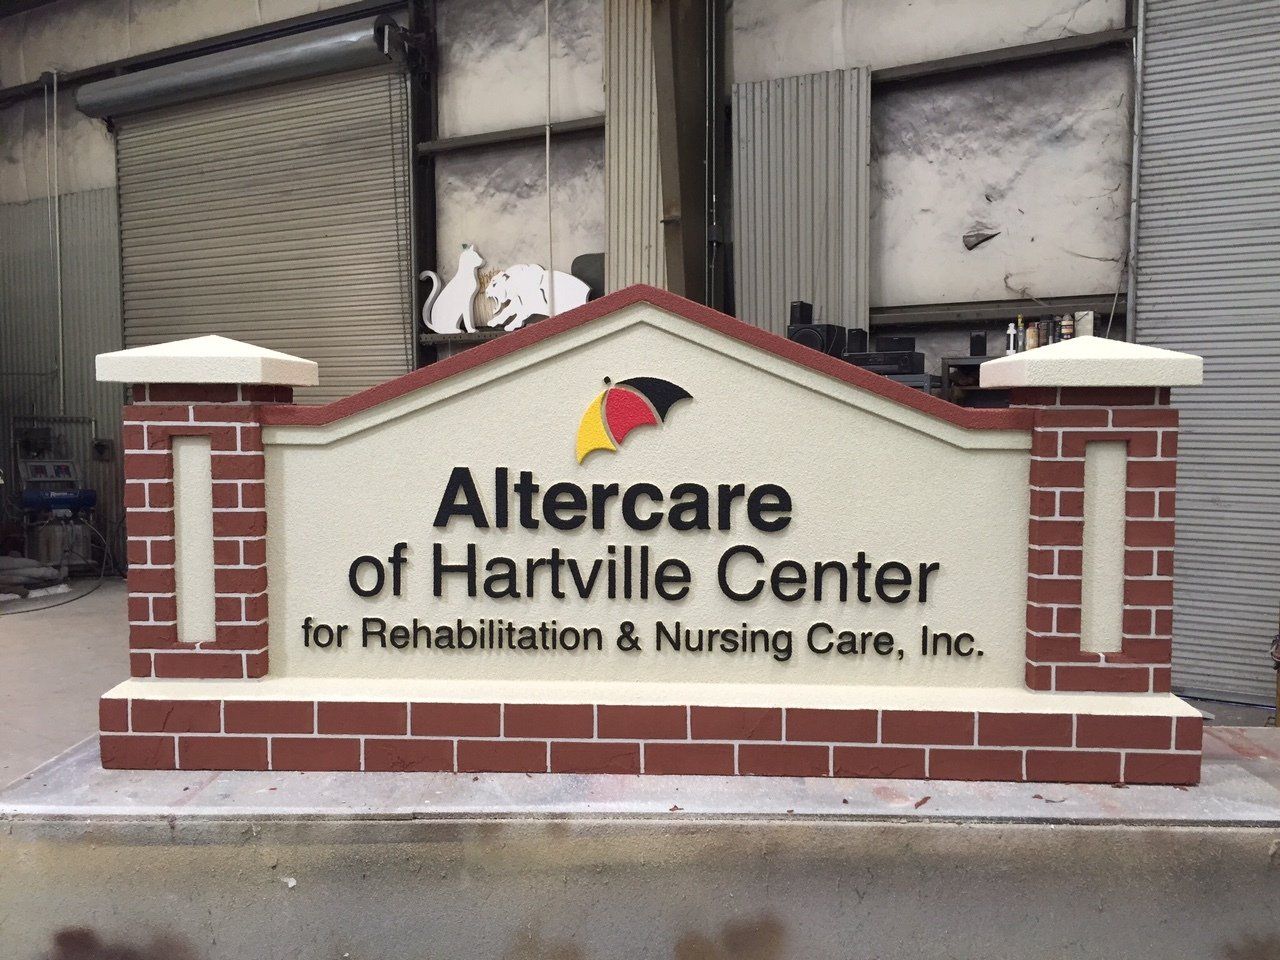 Altercare
of Hartville Center
for Rehabilitation & Nursing Care, Inc.